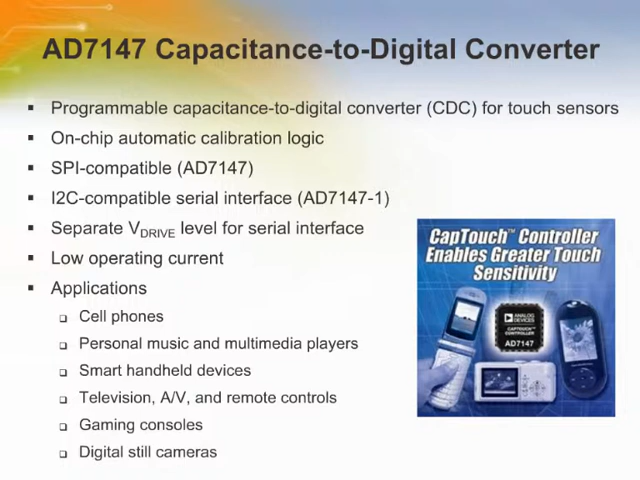 AD7147 Capacitance-to-Digital Converter
▪ Programmable capacitance-to-digital converter (CDC) for touch sensors
▪ On-chip automatic calibration logic
▪ SPI-compatible (AD7147)
▪ I2C-compatible serial interface (AD7147-1)
▪ Separate VDRIVE level for serial interface
▪ Low operating current
▪ Applications
❑ Cell phones
❑ Personal music and multimedia players
❑ Smart handheld devices
❑ Television, A/V, and remote controls
❑ Gaming consoles
❑ Digital still cameras
CapTouch™ Controller
Enables Greater Touch
Sensitivity
ANALOG
DEVICES
CAPTOUCH™
CONTROLLER
AD7147